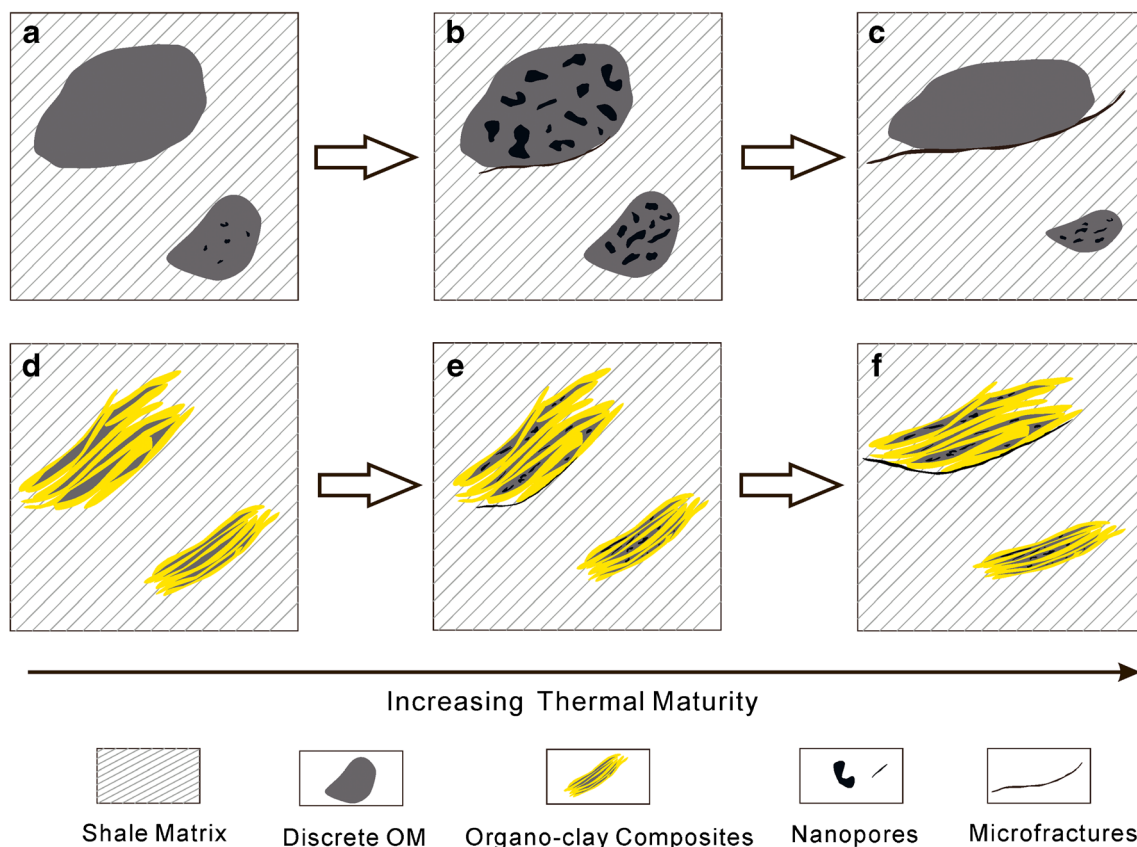 a
b
c
d
e
f
Increasing Thermal Maturity
Shale Matrix
Discrete OM
Organo-clay Composites
Nanopores
Microfractures